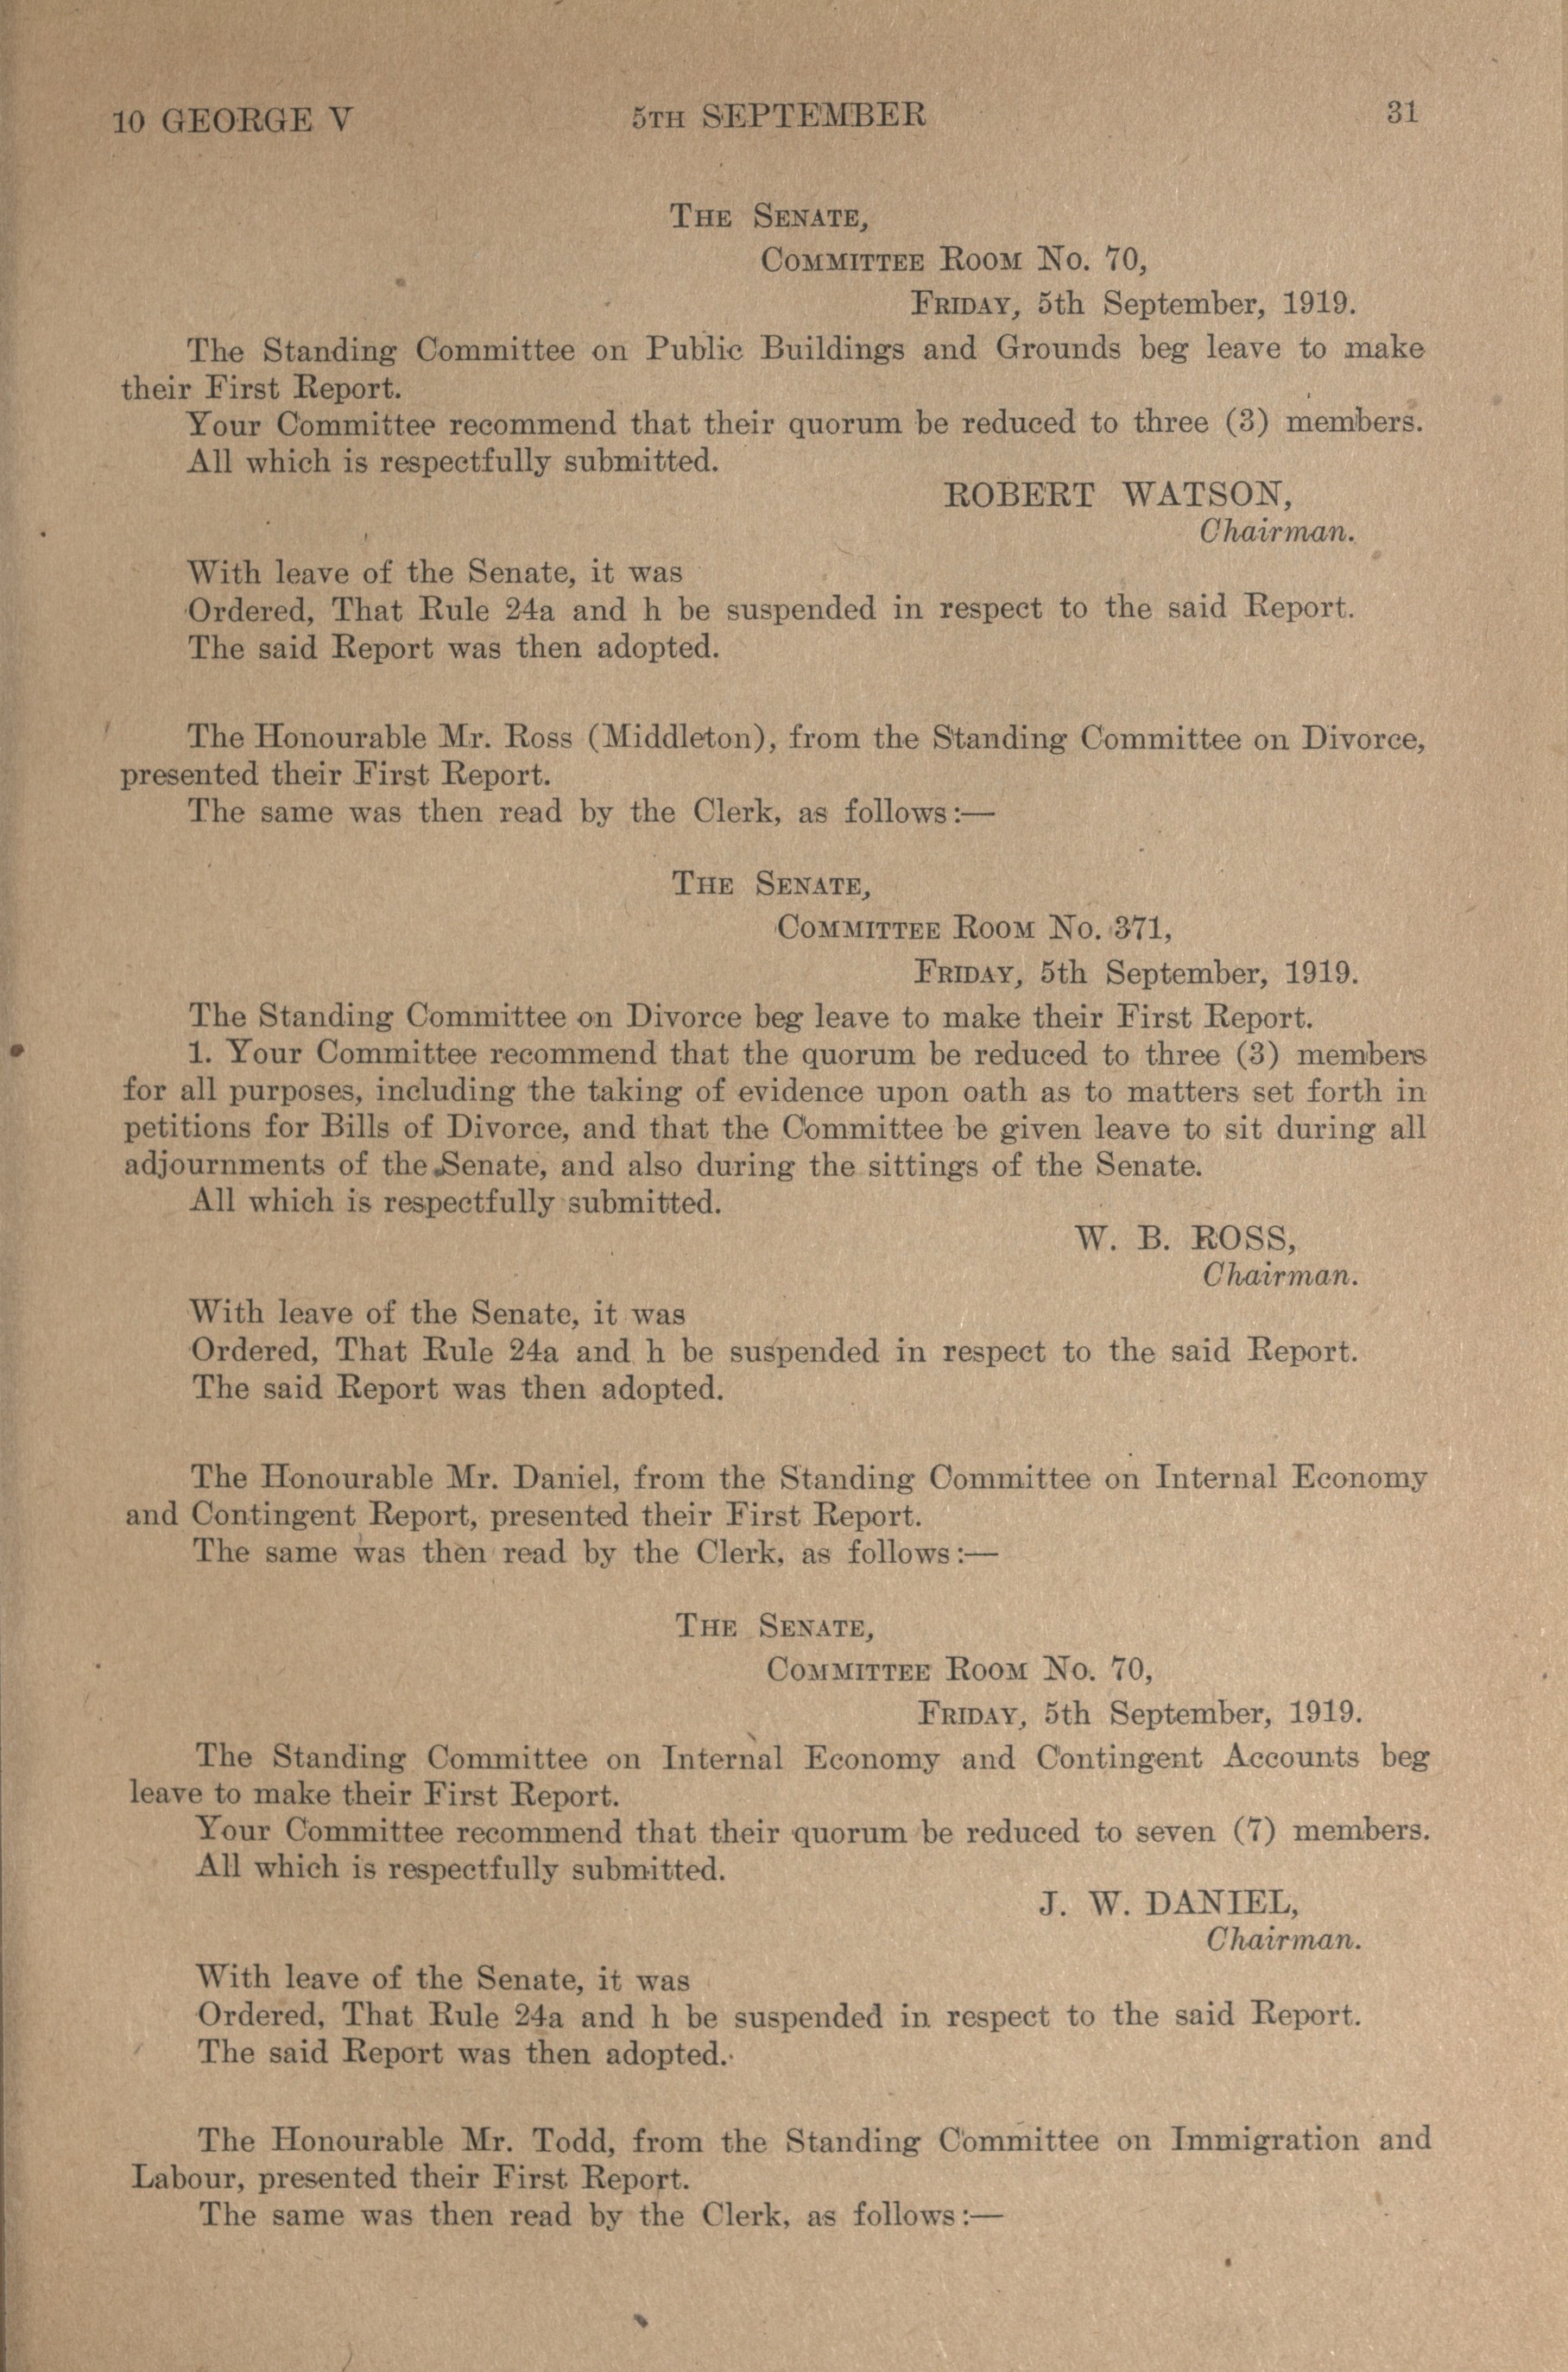 10 GEORGE V 5TH SEPTEMBER 31
THE SENATE,
COMMITTEE ROOM No. 70,
FRIDAY, 5th September, 1919.
The Standing Committee on Public Buildings and Grounds beg leave to make
their First Report.
Your Committee recommend that their quorum be reduced to three (3) members.
All which is respectfully submitted.
ROBERT WATSON,
Chairman.
With leave of the Senate, it was
Ordered, That Rule 24a and h be suspended in respect to the said Report.
The said Report was then adopted.
The Honourable Mr. Ross (Middleton), from the Standing Committee on Divorce,
presented their First Report.
The same was then read by the Clerk, as follows:—
THE SENATE,
COMMITTEE ROOM No. 371,
FRIDAY, 5th September, 1919.
The Standing Committee on Divorce beg leave to make their First Report.
1. Your Committee recommend that the quorum be reduced to three (3) members
for all purposes, including the taking of evidence upon oath as to matters set forth in
petitions for Bills of Divorce, and that the Committee be given leave to sit during all
adjournments of the Senate, and also during the sittings of the Senate.
All which is respectfully submitted.
W. B. ROSS,
Chairman.
With leave of the Senate, it was
Ordered, That Rule 24a and h be suspended in respect to the said Report.
The said Report was then adopted.
The Honourable Mr. Daniel, from the Standing Committee on Internal Economy
and Contingent Report, presented their First Report.
The same was then read by the Clerk, as follows:—
THE SENATE,
COMMITTEE ROOM No. 70,
FRIDAY, 5th September, 1919.
The Standing Committee on Internal Economy and Contingent Accounts beg
leave to make their First Report.
Your Committee recommend that their quorum be reduced to seven (7) members.
All which is respectfully submitted.
J. W. DANIEL,
Chairman.
With leave of the Senate, it was
Ordered, That Rule 24a and h be suspended in respect to the said Report.
The said Report was then adopted.
The Honourable Mr. Todd, from the Standing Committee on Immigration and
Labour, presented their First Report.
The same was then read by the Clerk, as follows:—